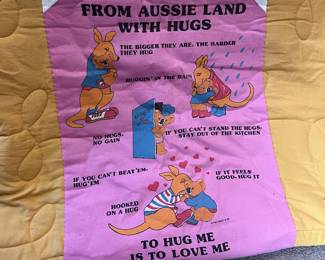 FROM AUSSIE LAND
WITH HUGS
THE BIGGER THEY ARE, THE HARDER
THEY HUG
HUGGIN' IN THE RAIN
NO HUGS,
NO GAIN
IF YOU CAN'T STAND THE HUGS,
STAY OUT OF THE KITCHEN
IF YOU CAN'T BEAT'EM,
HUG'EM
IF IT FEELS
GOOD, HUG IT
HOOKED
ON A HUG
TO HUG ME
IS TO LOVE ME